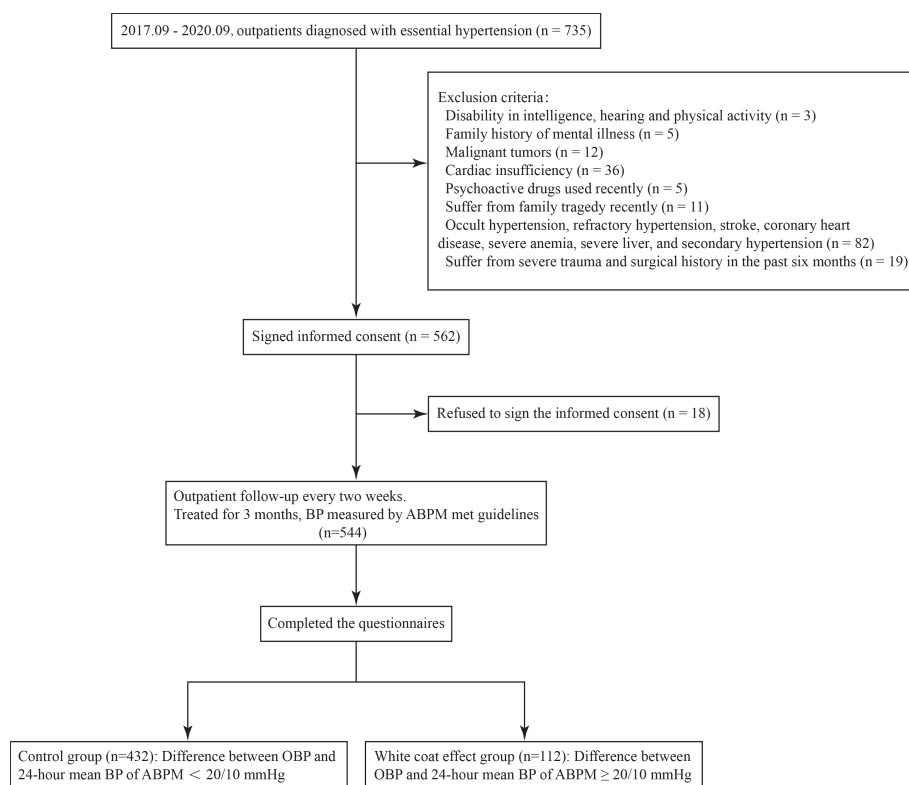 2017.09 - 2020.09, outpatients diagnosed with essential hypertension (n = 735)
Exclusion criteria:
Disability in intelligence, hearing and physical activity (n = 3)
Family history of mental illness (n = 5)
Malignant tumors (n = 12)
Cardiac insufficiency (n = 36)
Psychoactive drugs used recently (n = 5)
Suffer from family tragedy recently (n = 11)
Occult hypertension, refractory hypertension, stroke, coronary heart
disease, severe anemia, severe liver, and secondary hypertension (n = 82)
Suffer from severe trauma and surgical history in the past six months (n = 19)
Signed informed consent (n = 562)
Refused to sign the informed consent (n = 18)
Outpatient follow-up every two weeks.
Treated for 3 months, BP measured by ABPM met guidelines
(n=544)
Completed the questionnaires
Control group (n=432): Difference between OBP and
24-hour mean BP of ABPM < 20/10 mmHg
White coat effect group (n=112): Difference between
OBP and 24-hour mean BP of ABPM ≥ 20/10 mmHg